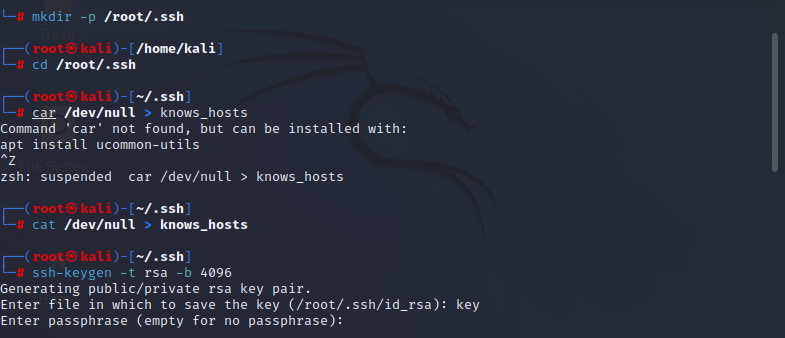 └─# mkdir -p /root/.ssh
Trash
┌──(root㉿kali)-[/home/kali]
└─# cd /root/.ssh
┌──(root㉿kali)-[~/.ssh]
└─# car /dev/null > knows_hosts
Command 'car' not found, but can be installed with:
apt install ucommon-utils
^Z
File System
zsh: suspended  car /dev/null > knows_hosts
┌──(root㉿kali)-[~/.ssh]
└─# cat /dev/null > knows_hosts
┌──(root㉿kali)-[~/.ssh]
└─# ssh-keygen -t rsa -b 4096
Generating public/private rsa key pair.
Enter file in which to save the key (/root/.ssh/id_rsa): key
Enter passphrase (empty for no passphrase):